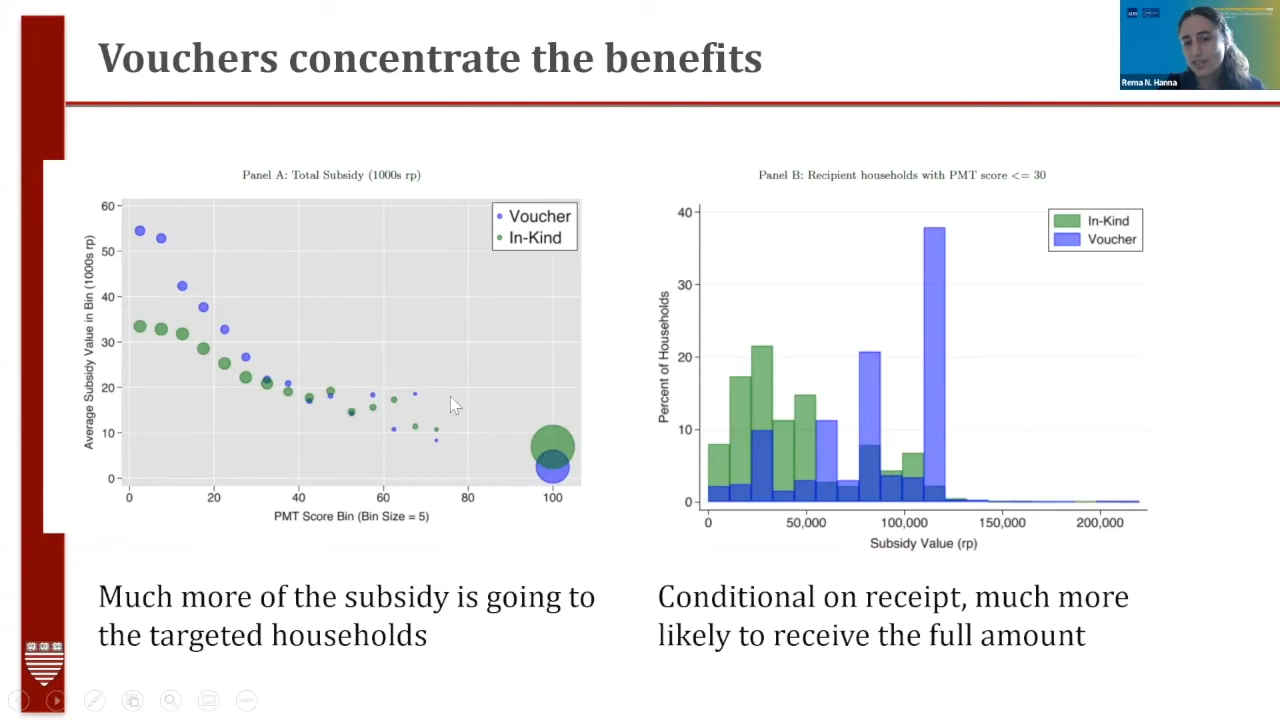 Vouchers concentrate the benefits
Rema N. Hanna
Panel A: Total Subsidy (1000s rp)
Average Subsidy Value in Bin (1000s rp)
60
50
40
30
20
10
0
Voucher
In-Kind
0 20 40 60 80 100
PMT Score Bin (Bin Size = 5)
Panel B: Recipient households with PMT score <= 30
Percent of Households
40
30
20
10
0
In-Kind
Voucher
0 50,000 100,000 150,000 200,000
Subsidy Value (rp)
Much more of the subsidy is going to
the targeted households
Conditional on receipt, much more
likely to receive the full amount